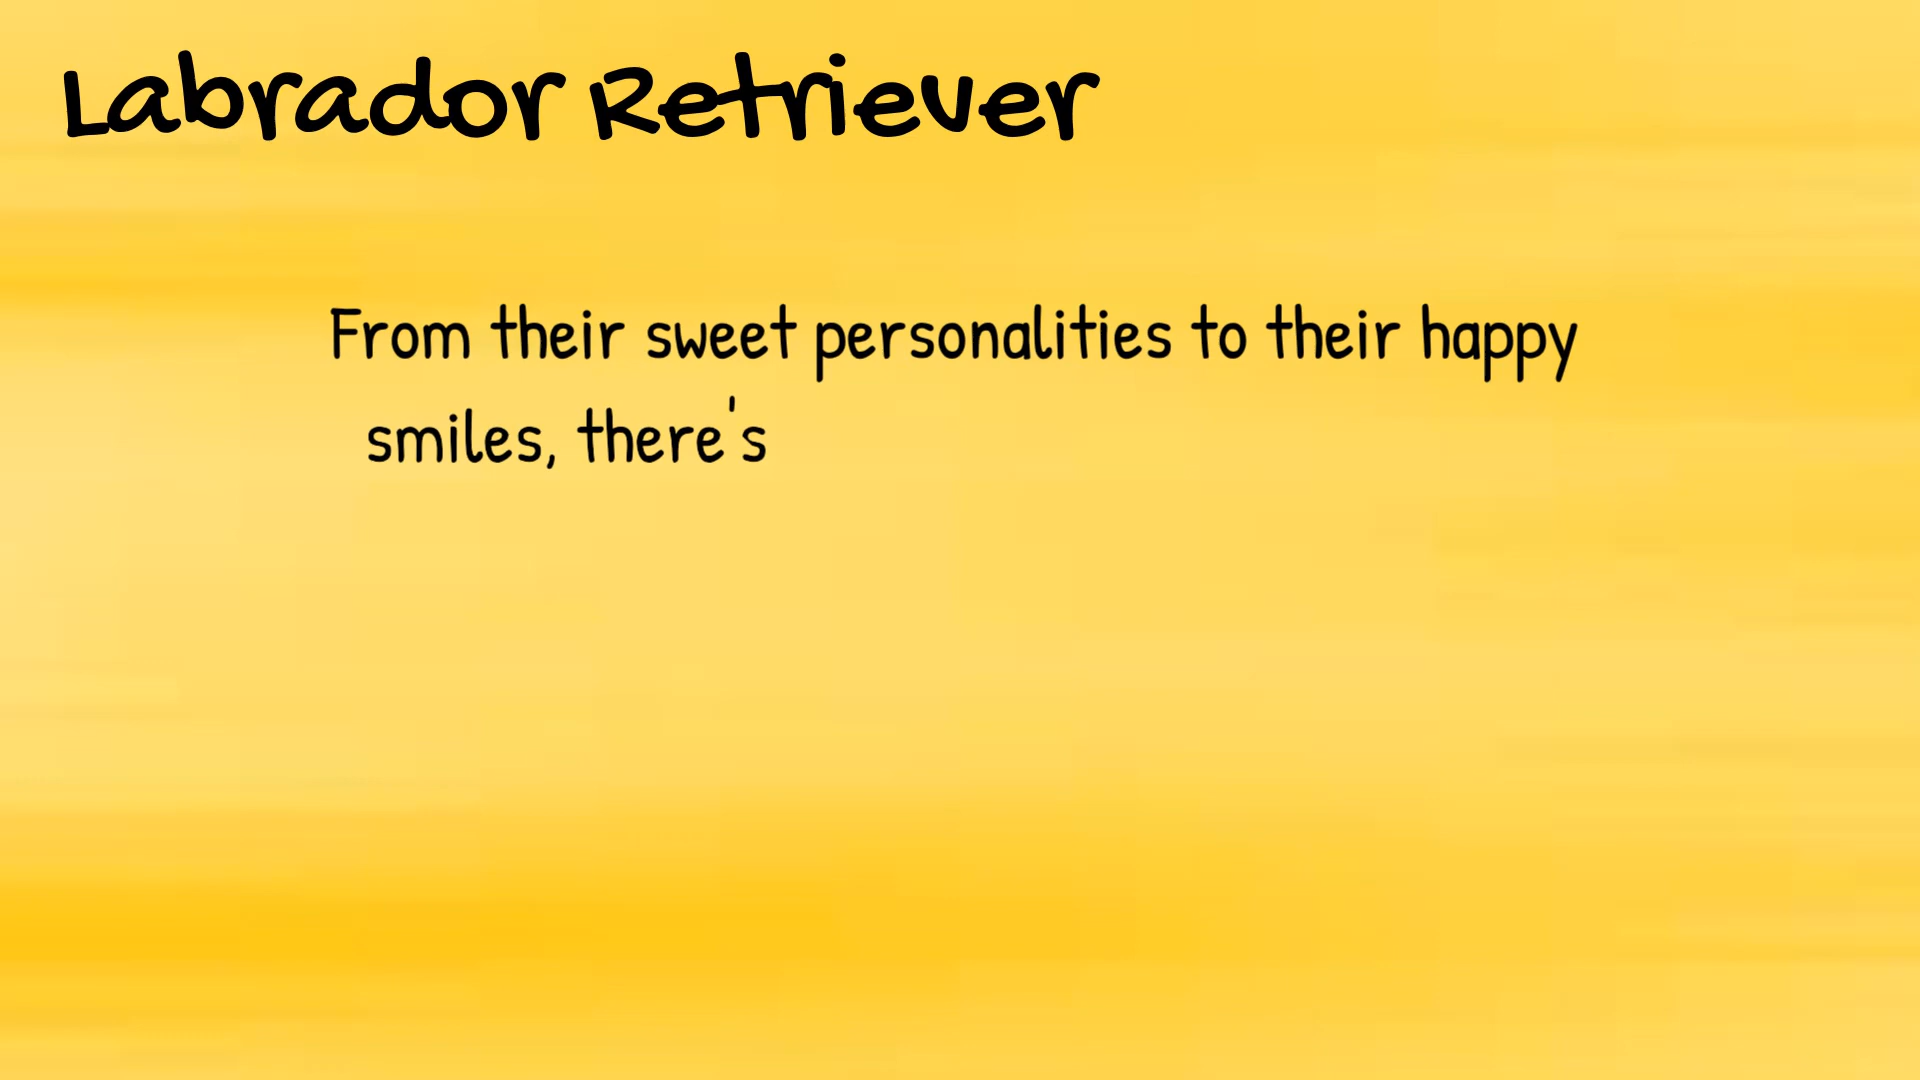 Labrador Retriever
From their sweet personalities to their happy
smiles, there's